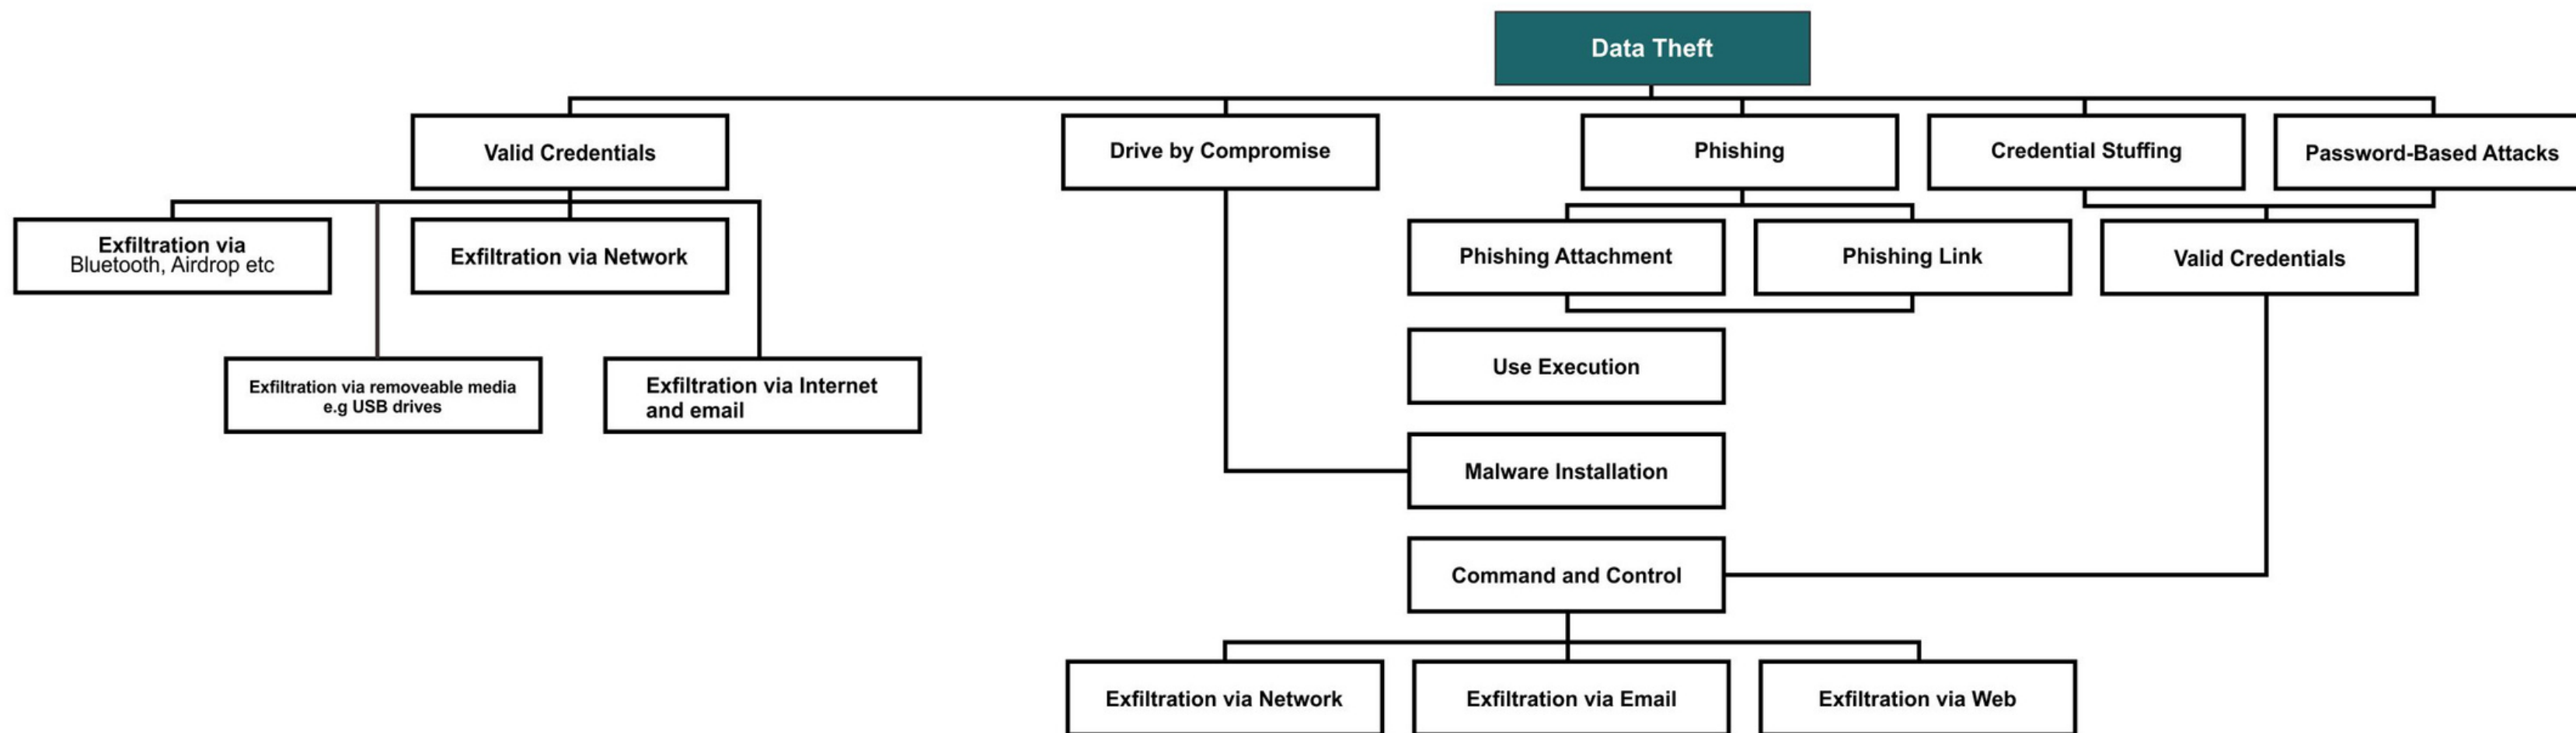 Data Theft
Valid Credentials
Drive by Compromise
Phishing
Credential Stuffing
Password-Based Attacks
Exfiltration via
Bluetooth, Airdrop etc
Exfiltration via Network
Phishing Attachment
Phishing Link
Valid Credentials
Exfiltration via removeable media
e.g USB drives
Exfiltration via Internet
and email
Use Execution
Malware Installation
Command and Control
Exfiltration via Network
Exfiltration via Email
Exfiltration via Web